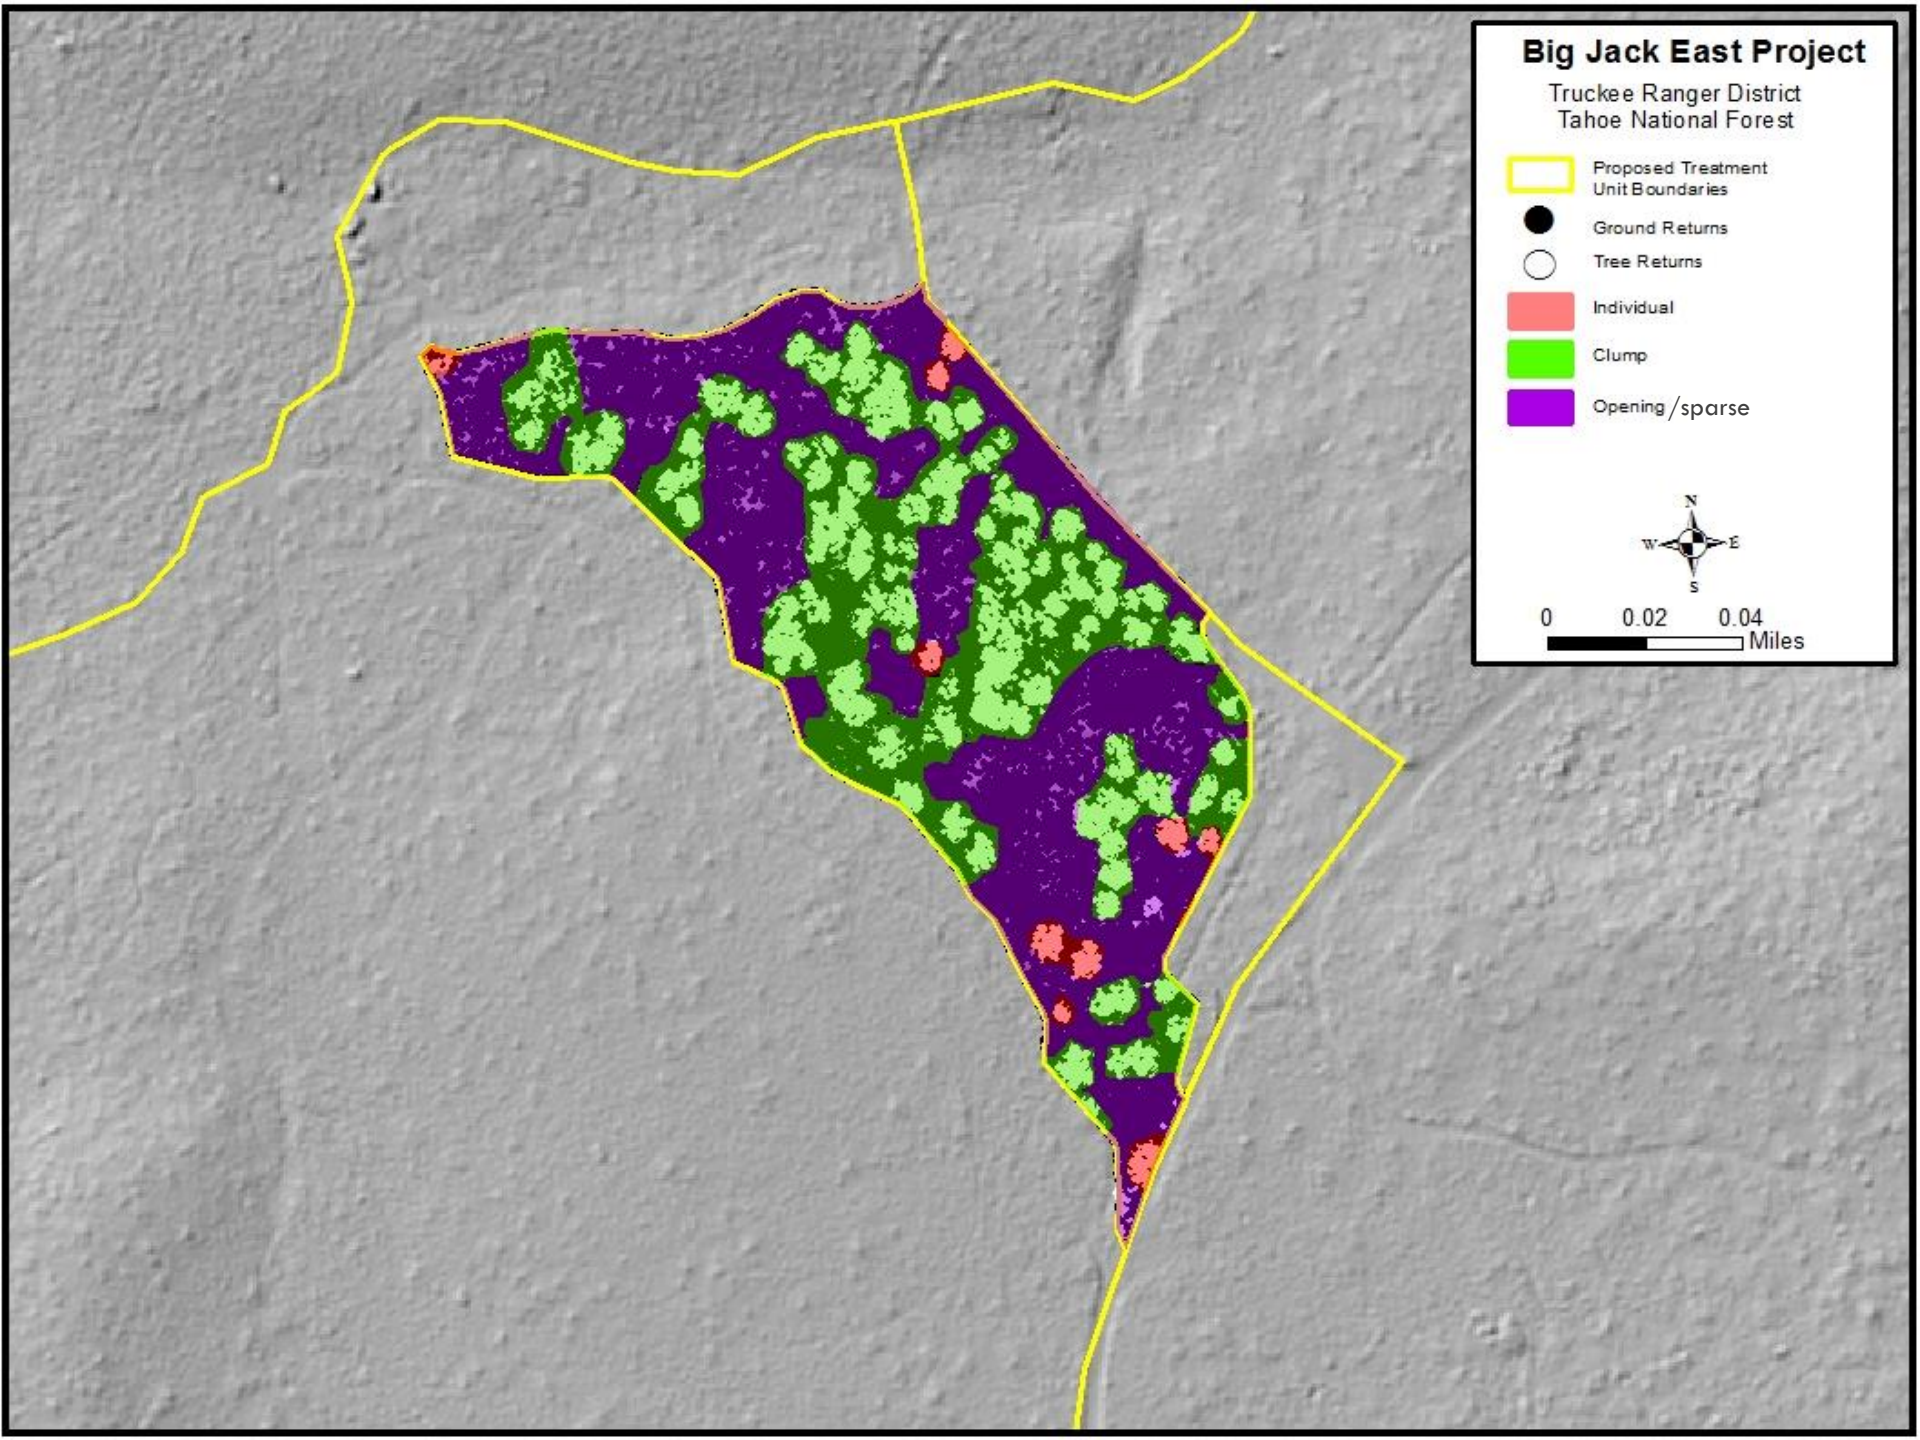 Big Jack East Project
Truckee Ranger District
Tahoe National Forest
Proposed Treatment
Unit Boundaries
Ground Returns
Tree Returns
Individual
Clump
Opening/sparse
N
W E
S
0 0.02 0.04
Miles